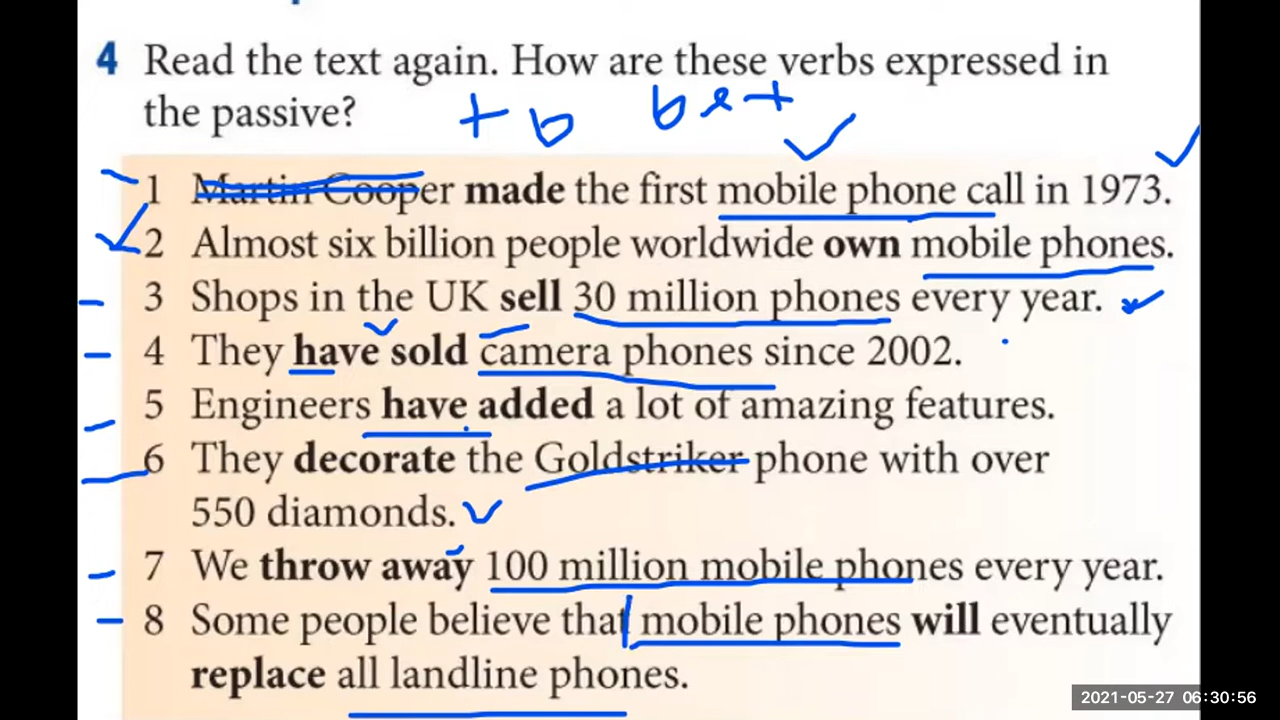 4 Read the text again. How are these verbs expressed in
the passive?
+ b be +
1 Martin Cooper made the first mobile phone call in 1973.
2 Almost six billion people worldwide own mobile phones.
3 Shops in the UK sell 30 million phones every year.
4 They have sold camera phones since 2002.
5 Engineers have added a lot of amazing features.
6 They decorate the Goldstriker phone with over
550 diamonds.
7 We throw away 100 million mobile phones every year.
8 Some people believe that mobile phones will eventually
replace all landline phones.
2021-05-27 06:30:56